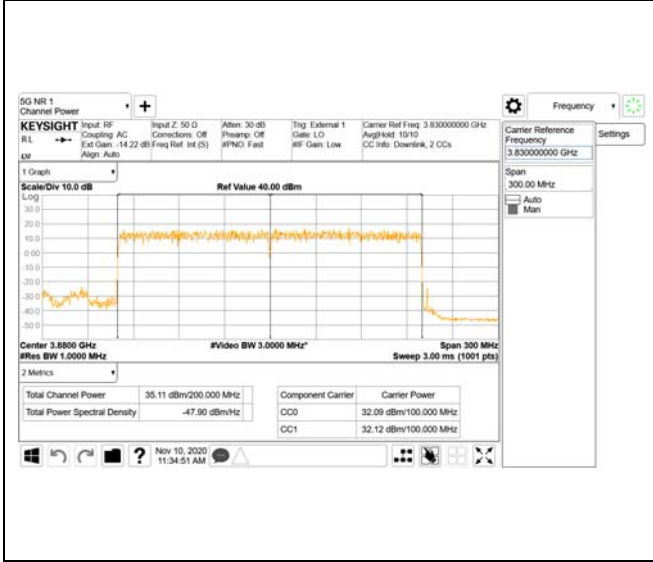 5G NR 1
Channel Power
Frequency
KEYSIGHT
RL
Input: RF
Coupling: AC
Ext Gain: -14.22 dB
Align: Auto
Input Z: 50 Ω
Corrections: Off
Freq Ref: Int (S)
Atten: 30 dB
Preamp: Off
#PNO: Fast
Trig: External 1
Gate: LO
#IF Gain: Low
Carrier Ref Freq: 3.830000000 GHz
Avg|Hold: 10/10
CC Info: Downlink, 2 CCs
Carrier Reference
Frequency
3.830000000 GHz
Settings
Span
300.00 MHz
Auto
Man
1 Graph
Scale/Div 10.0 dB
Ref Value 40.00 dBm
Log
30.0
20.0
10.0
0.00
-10.0
-20.0
-30.0
-40.0
-50.0
Center 3.8800 GHz
#Video BW 3.0000 MHz*
Span 300 MHz
#Res BW 1.0000 MHz
Sweep 3.00 ms (1001 pts)
2 Metrics
Total Channel Power 35.11 dBm/200.000 MHz
Total Power Spectral Density -47.90 dBm/Hz
Component Carrier Carrier Power
CC0 32.09 dBm/100.000 MHz
CC1 32.12 dBm/100.000 MHz
?
Nov 10, 2020
11:34:51 AM